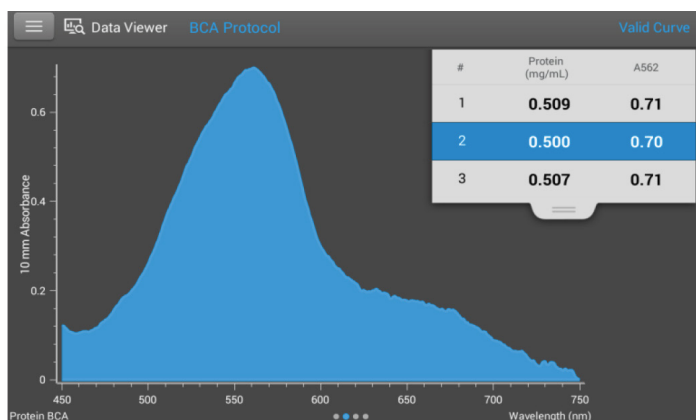 Data Viewer BCA Protocol Valid Curve
# Protein (mg/mL) A562
1 0.509 0.71
2 0.500 0.70
3 0.507 0.71
10 mm Absorbance
0.6
0.4
0.2
0
450 500 550 600 650 700 750
Protein BCA Wavelength (nm)